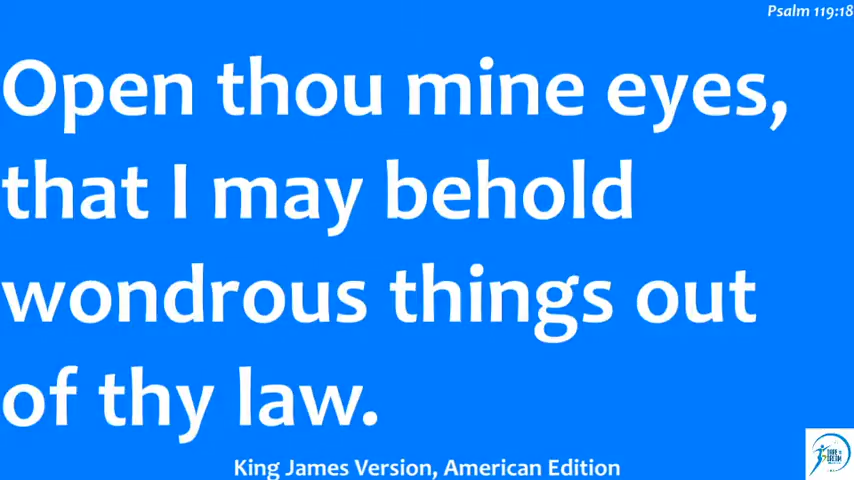 Psalm 119:18
Open thou mine eyes,
that I may behold
wondrous things out
of thy law.
King James Version, American Edition